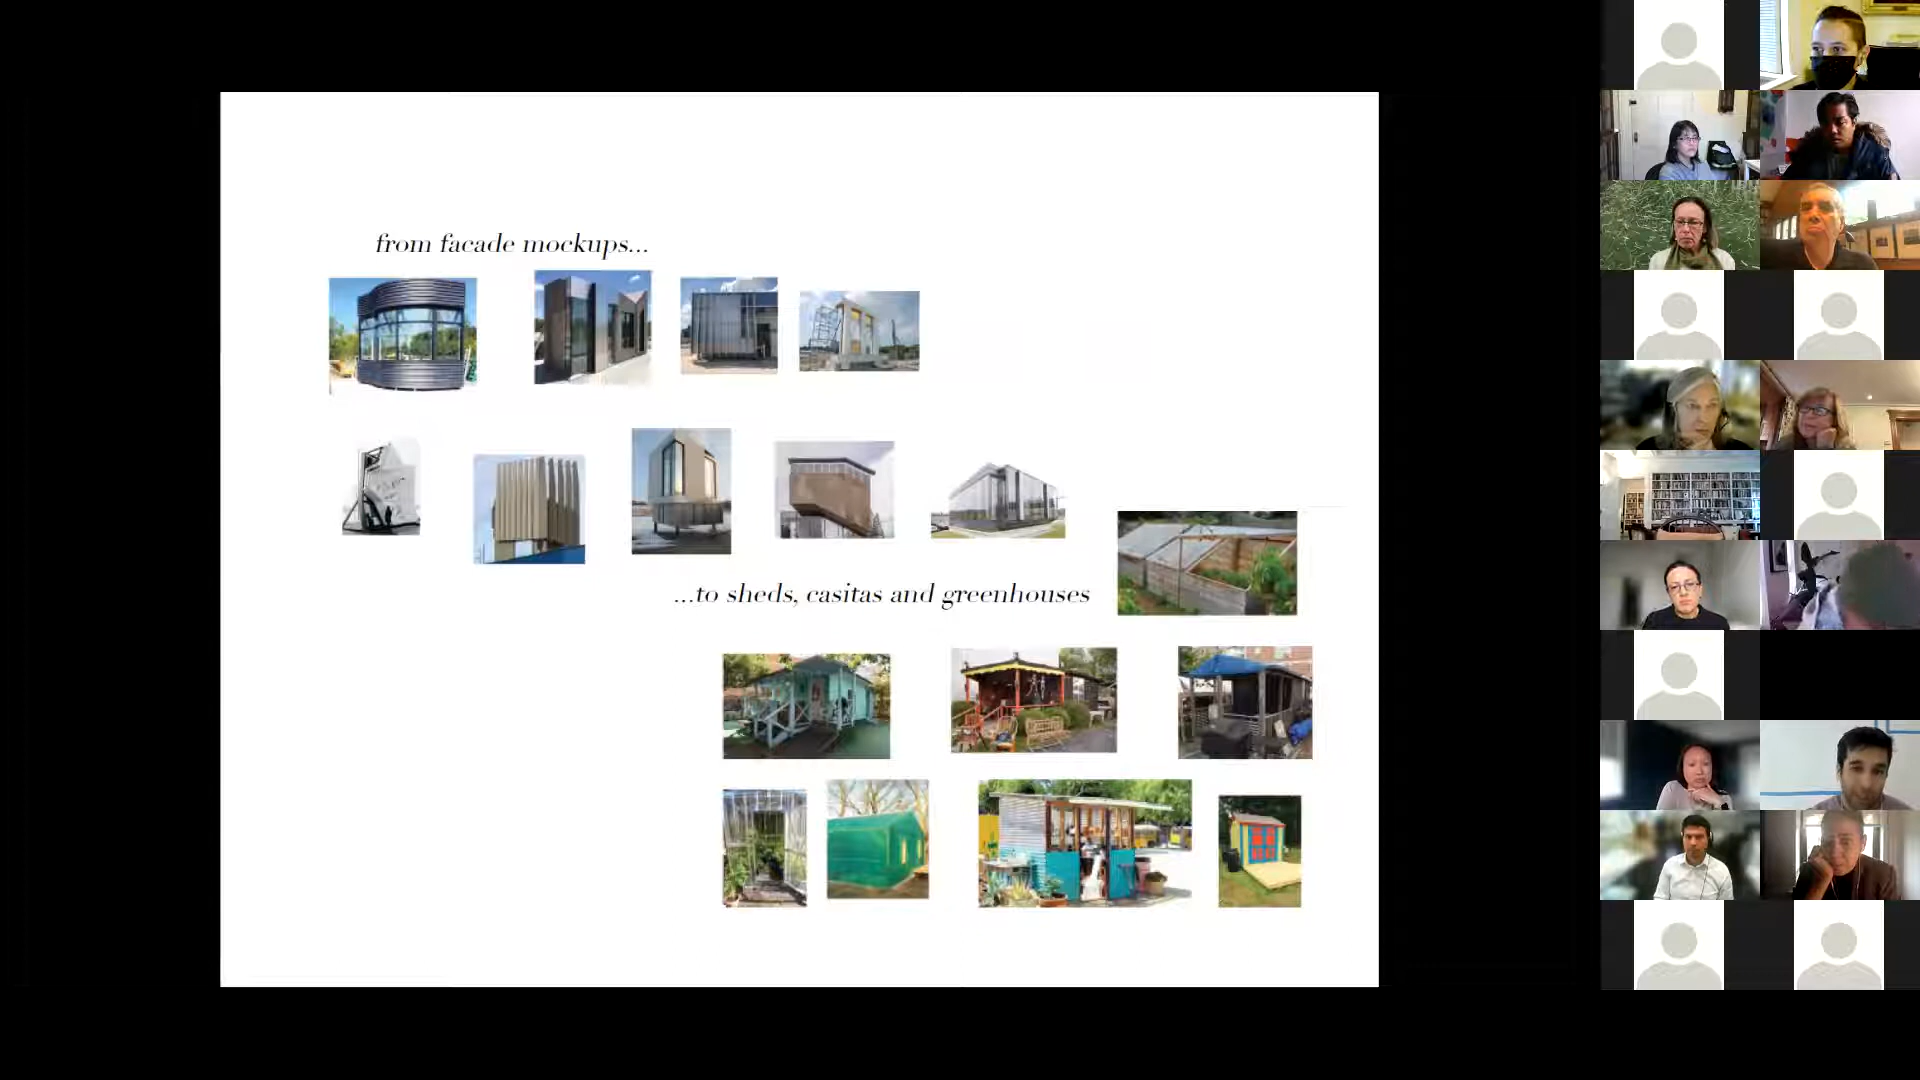 from facade mockups...
...to sheds, casitas and greenhouses